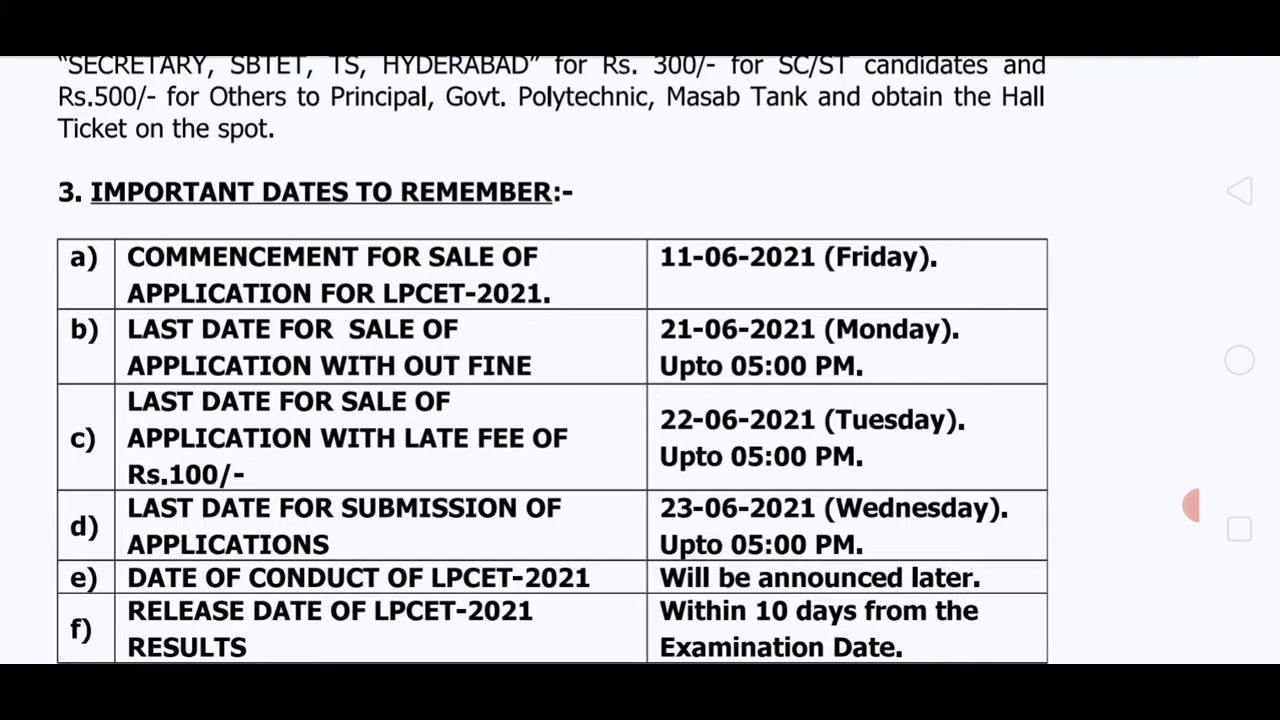 "SECRETARY, SBTET, TS, HYDERABAD" for Rs. 300/- for SC/ST candidates and
Rs.500/- for Others to Principal, Govt. Polytechnic, Masab Tank and obtain the Hall
Ticket on the spot.
3. IMPORTANT DATES TO REMEMBER:-
a)
COMMENCEMENT FOR SALE OF
APPLICATION FOR LPCET-2021.
11-06-2021 (Friday).
b)
LAST DATE FOR SALE OF
APPLICATION WITH OUT FINE
21-06-2021 (Monday).
Upto 05:00 PM.
c)
LAST DATE FOR SALE OF
APPLICATION WITH LATE FEE OF
Rs.100/-
22-06-2021 (Tuesday).
Upto 05:00 PM.
d)
LAST DATE FOR SUBMISSION OF
APPLICATIONS
23-06-2021 (Wednesday).
Upto 05:00 PM.
e)
DATE OF CONDUCT OF LPCET-2021
Will be announced later.
f)
RELEASE DATE OF LPCET-2021
RESULTS
Within 10 days from the
Examination Date.